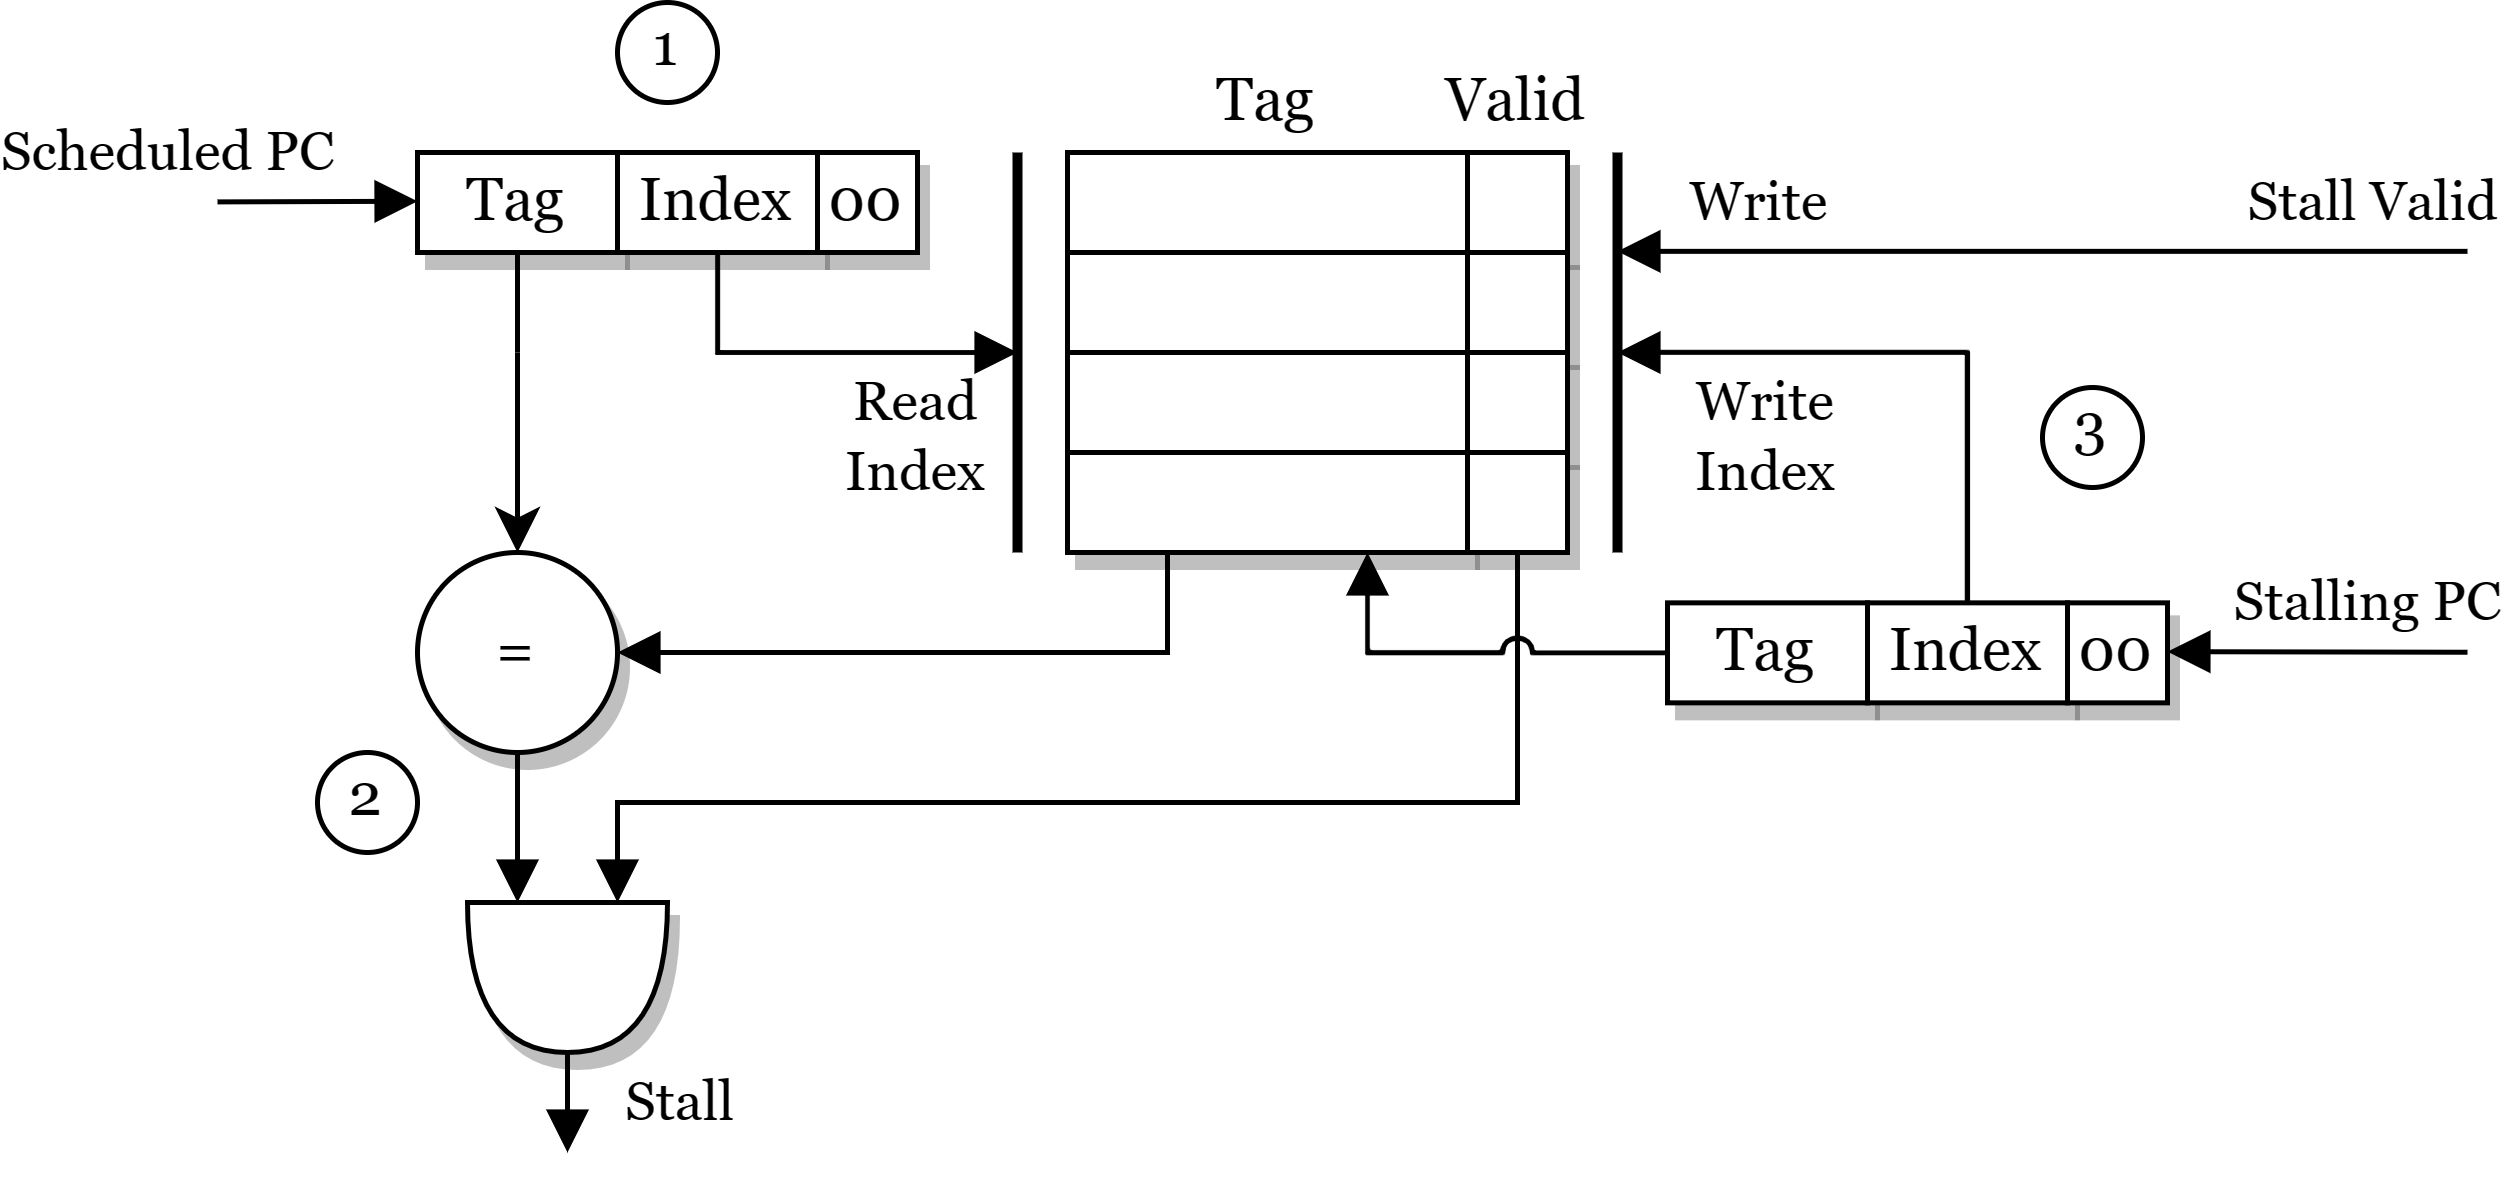 1
Tag Valid
Scheduled PC
Tag Index 00
Write
Stall Valid
Read
Index
Write
Index
3
=
Tag Index 00
Stalling PC
2
Stall